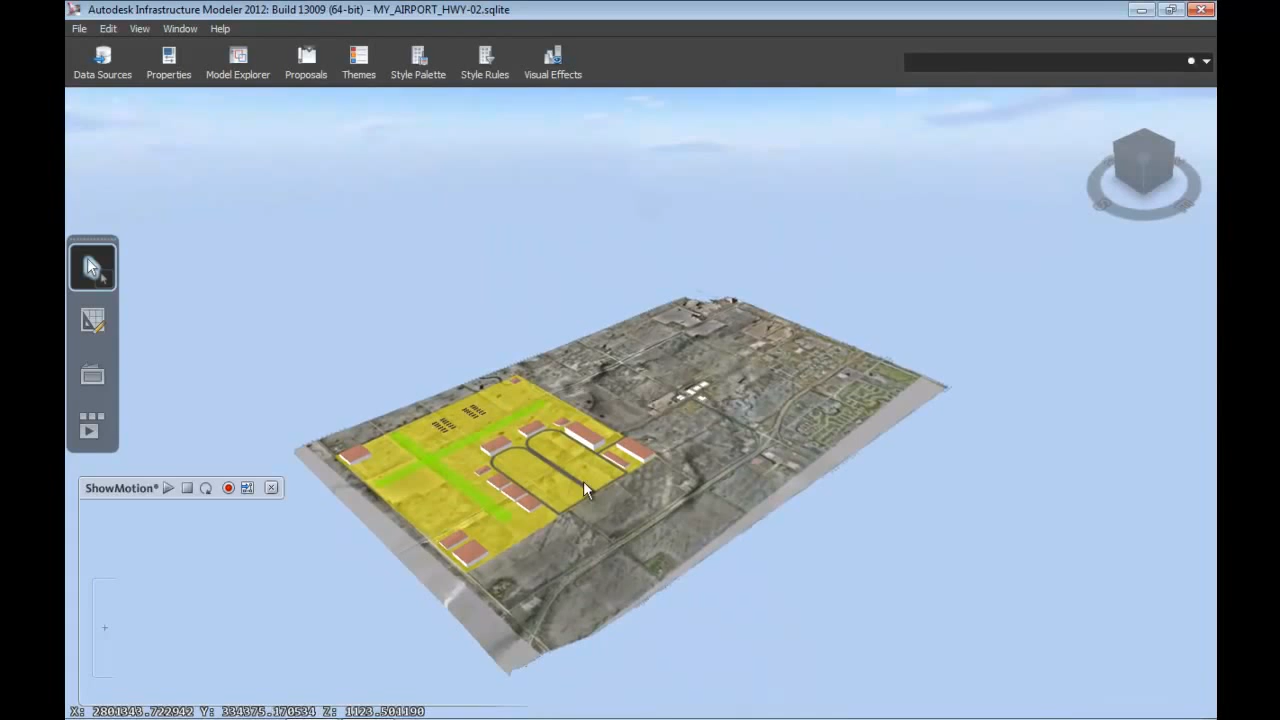 Autodesk Infrastructure Modeler 2012: Build 13009 (64-bit) - MY_AIRPORT_HWY-02.sqlite
File Edit View Window Help
Data Sources Properties Model Explorer Proposals Themes Style Palette Style Rules Visual Effects
ShowMotion*
X: 2801343.722942 Y: 334375.170534 Z: 1123.501190